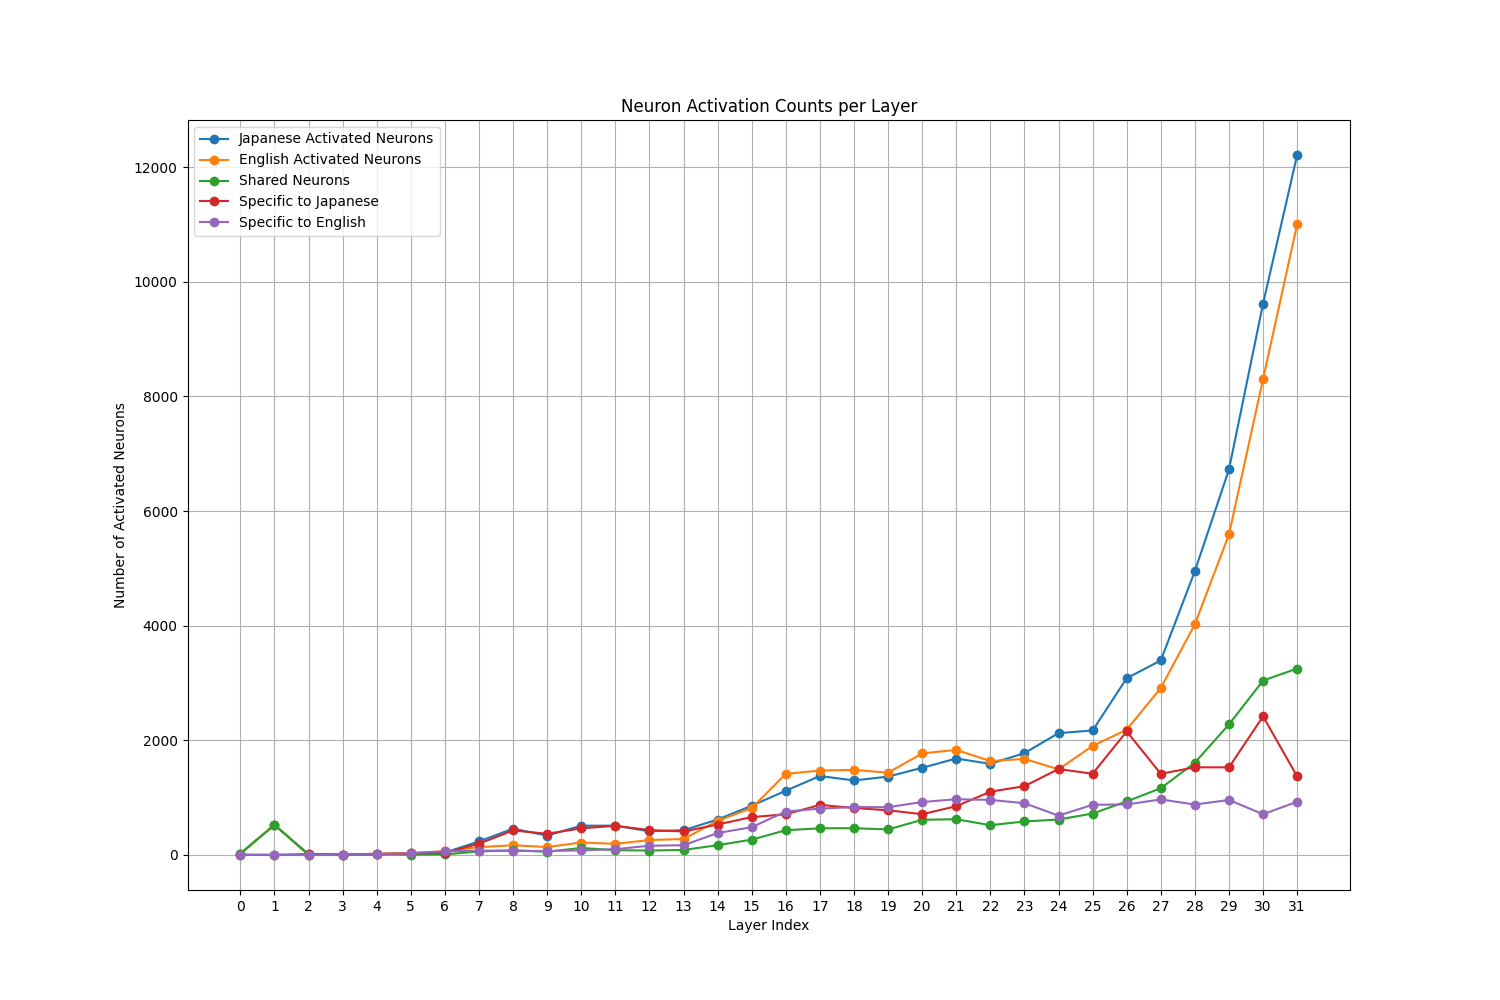 Neuron Activation Counts per Layer
Japanese Activated Neurons
English Activated Neurons
Shared Neurons
Specific to Japanese
Specific to English
12000
10000
8000
6000
4000
2000
0
Number of Activated Neurons
0 1 2 3 4 5 6 7 8 9 10 11 12 13 14 15 16 17 18 19 20 21 22 23 24 25 26 27 28 29 30 31
Layer Index